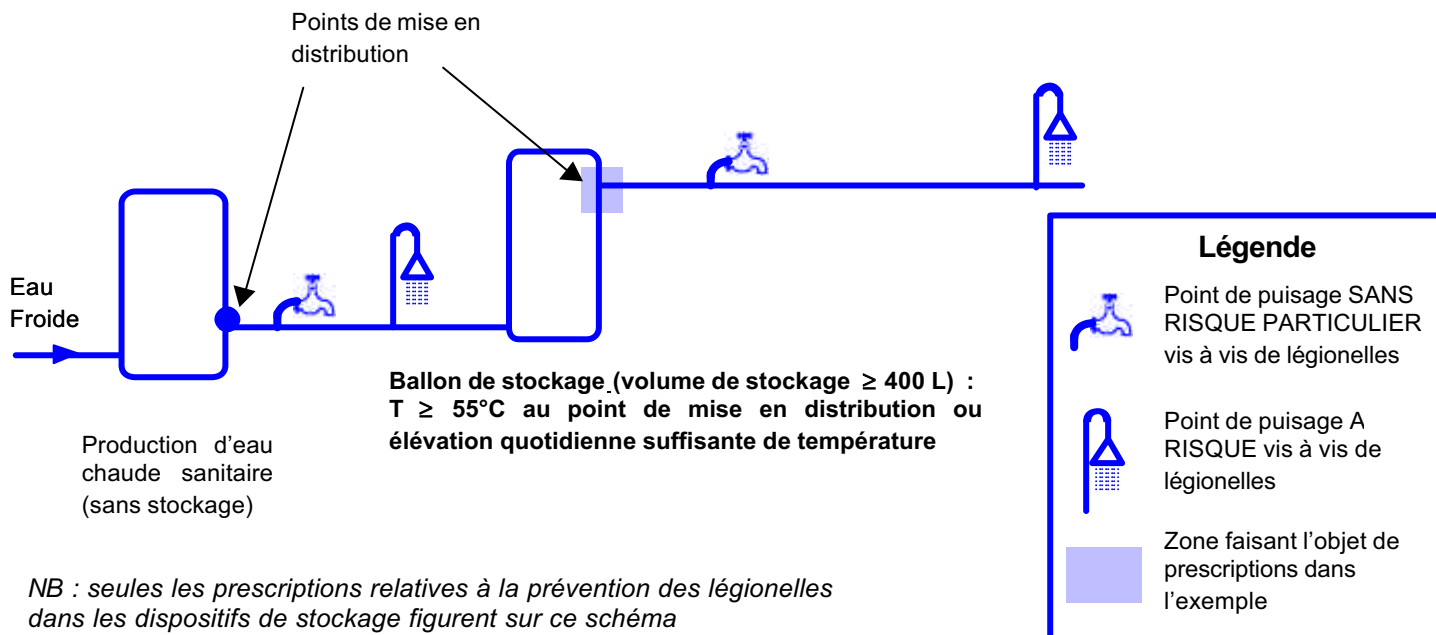 Points de mise en
distribution
Eau
Froide
Ballon de stockage (volume de stockage ≥ 400 L) :
T ≥ 55°C au point de mise en distribution ou
élévation quotidienne suffisante de température
Production d'eau
chaude sanitaire
(sans stockage)
NB : seules les prescriptions relatives à la prévention des légionelles
dans les dispositifs de stockage figurent sur ce schéma
Légende
Point de puisage SANS
RISQUE PARTICULIER
vis à vis de légionelles
Point de puisage A
RISQUE vis à vis de
légionelles
Zone faisant l'objet de
prescriptions dans
l'exemple